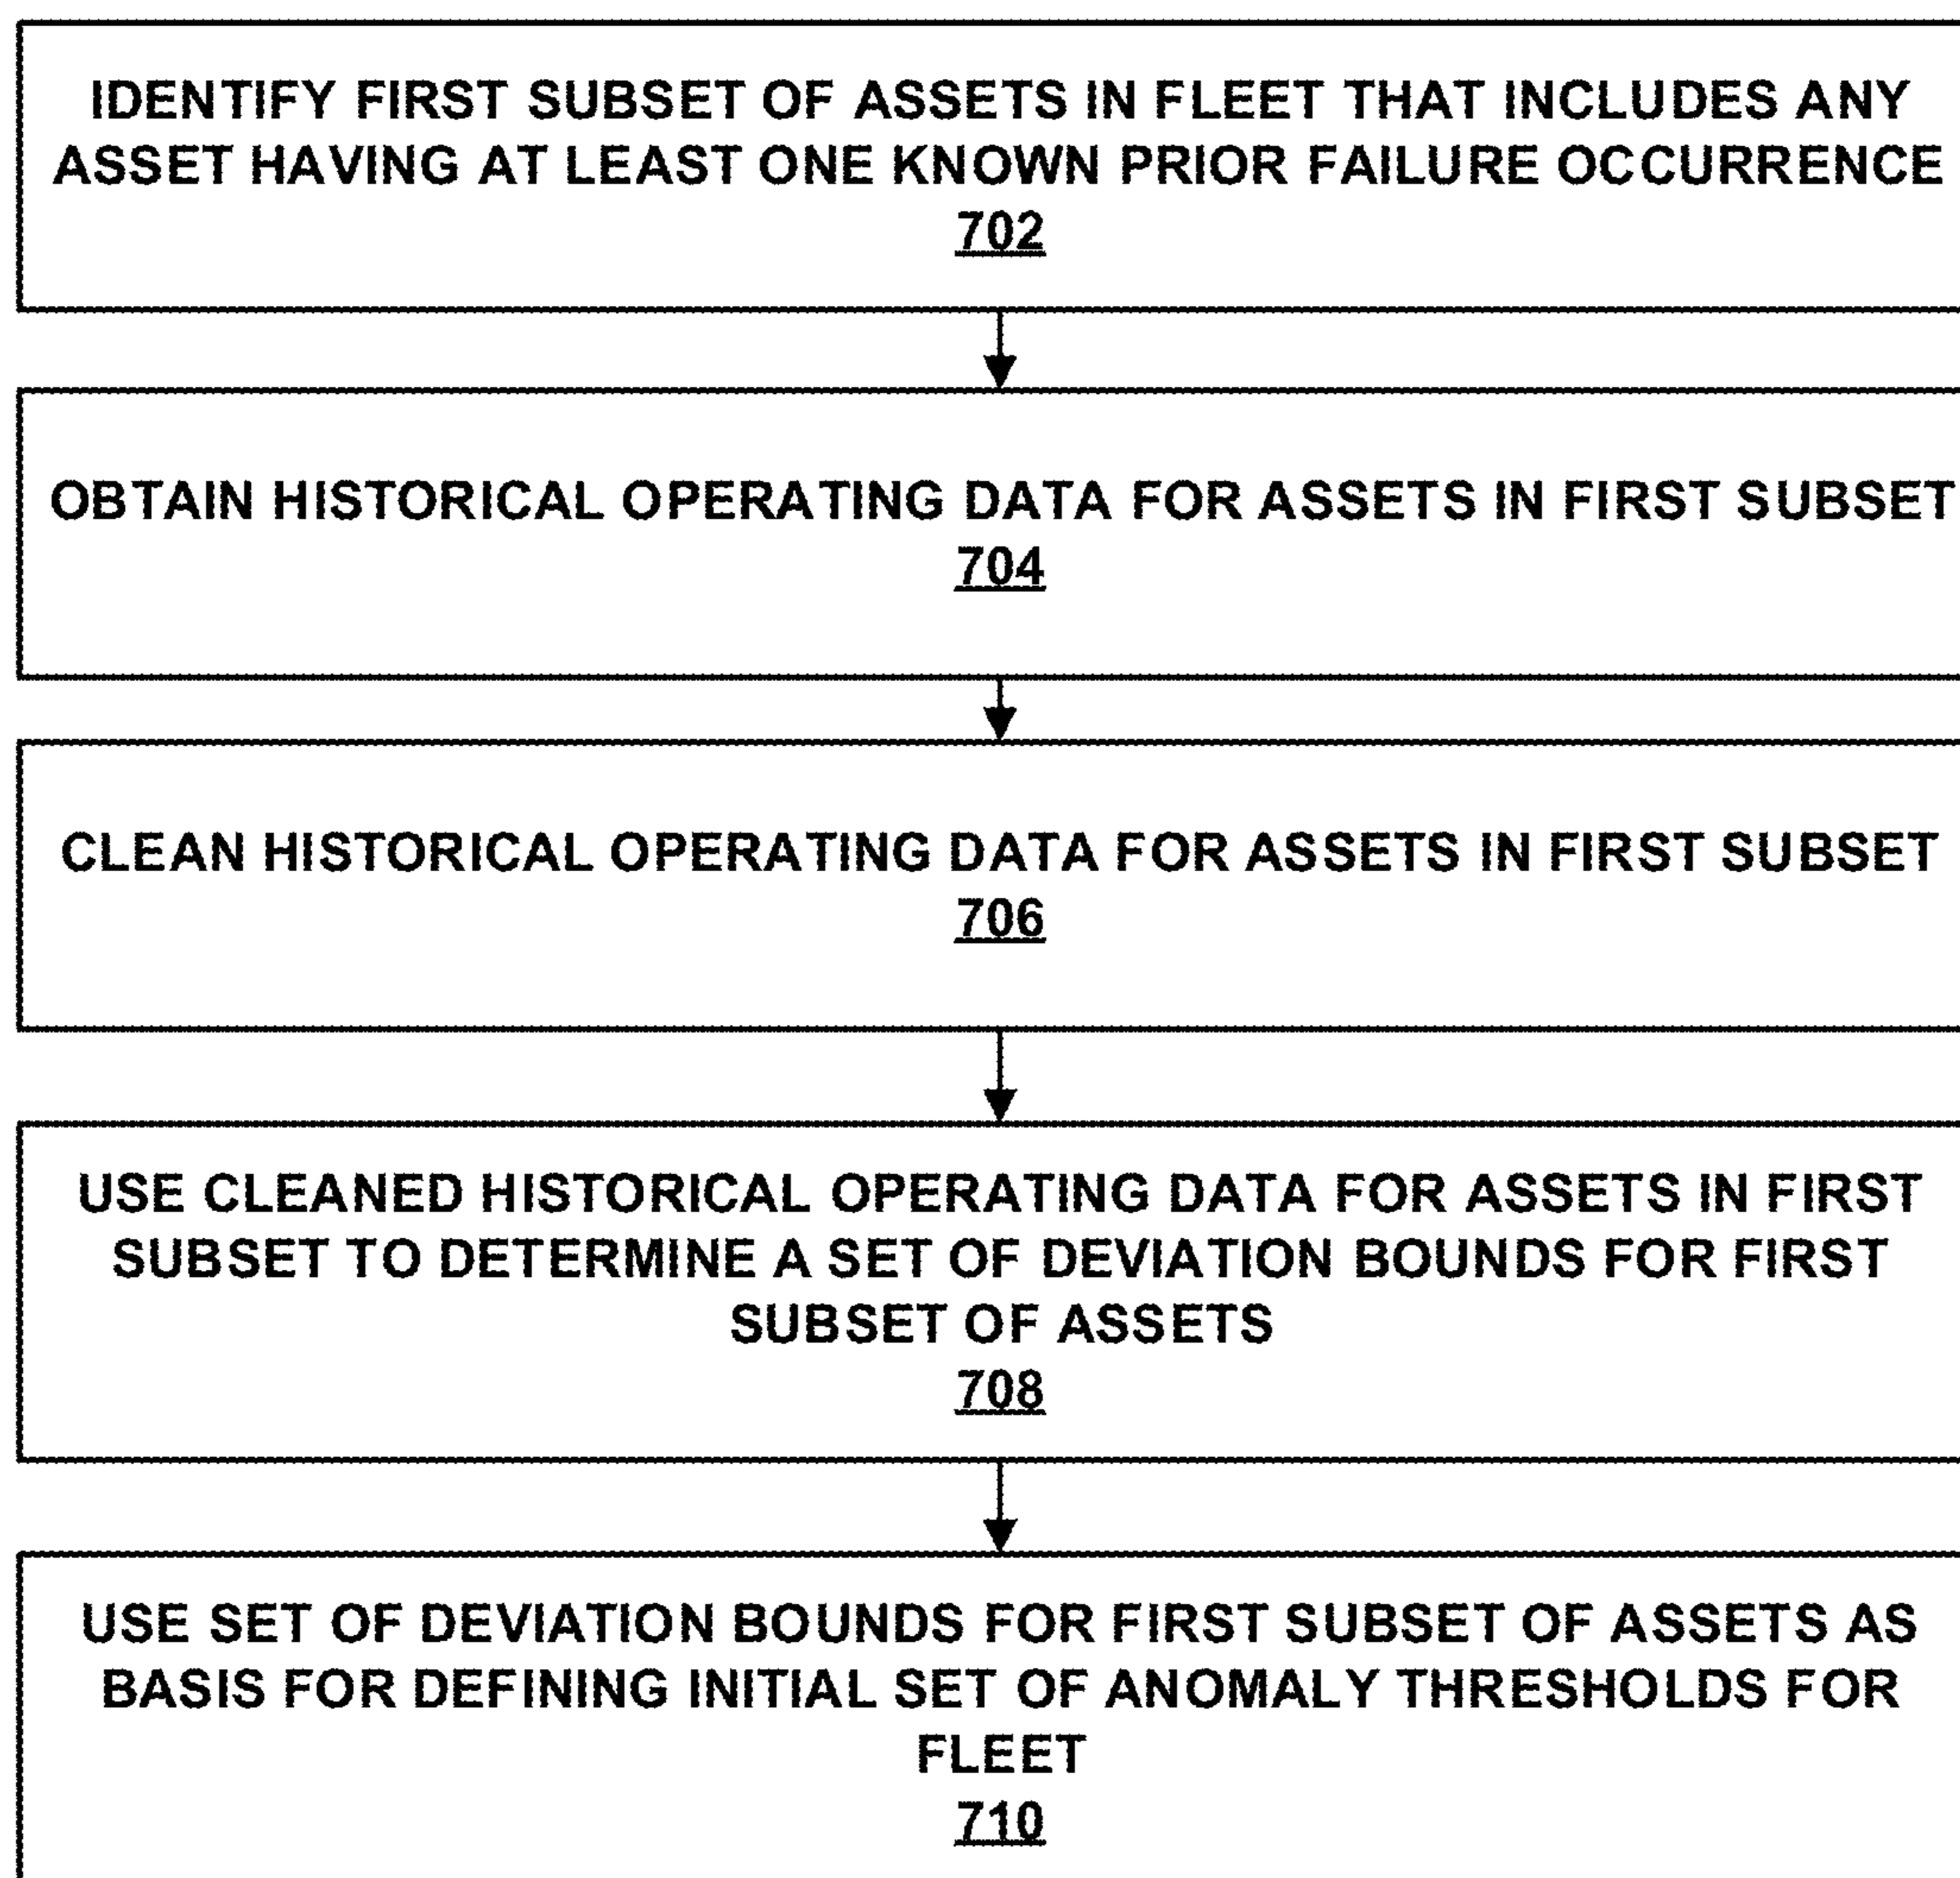 IDENTIFY FIRST SUBSET OF ASSETS IN FLEET THAT INCLUDES ANY
ASSET HAVING AT LEAST ONE KNOWN PRIOR FAILURE OCCURRENCE
702
OBTAIN HISTORICAL OPERATING DATA FOR ASSETS IN FIRST SUBSET
704
CLEAN HISTORICAL OPERATING DATA FOR ASSETS IN FIRST SUBSET
706
USE CLEANED HISTORICAL OPERATING DATA FOR ASSETS IN FIRST
SUBSET TO DETERMINE A SET OF DEVIATION BOUNDS FOR FIRST
SUBSET OF ASSETS
708
USE SET OF DEVIATION BOUNDS FOR FIRST SUBSET OF ASSETS AS
BASIS FOR DEFINING INITIAL SET OF ANOMALY THRESHOLDS FOR
FLEET
710